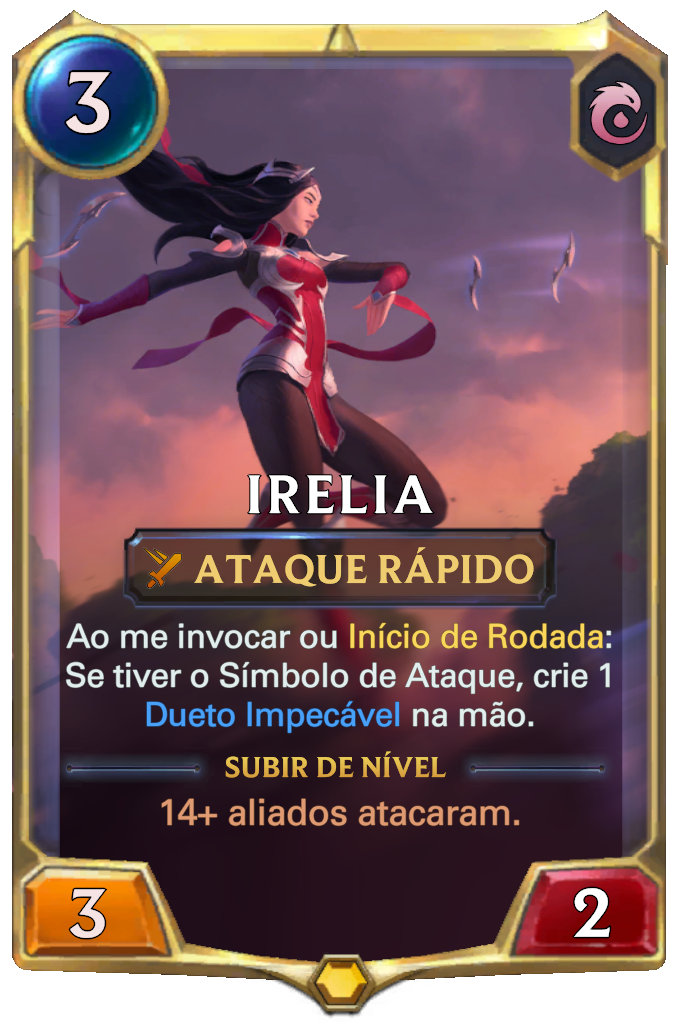 3
IRELIA
ATAQUE RÁPIDO
Ao me invocar ou Início de Rodada:
Se tiver o Símbolo de Ataque, crie 1
Dueto Impecável na mão.
SUBIR DE NÍVEL
14+ aliados atacaram.
3
2